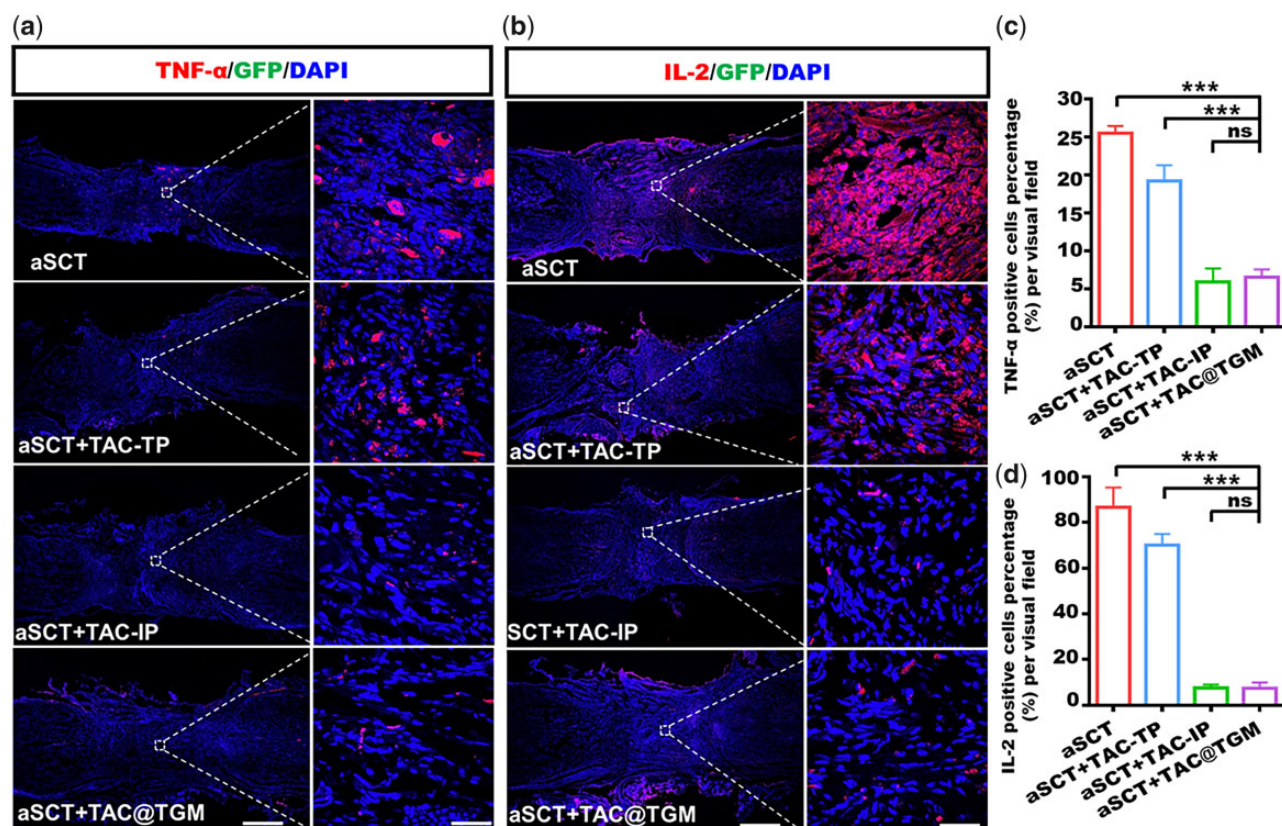 (a)
TNF-α/GFP/DAPI
aSCT
aSCT+TAC-TP
aSCT+TAC-IP
aSCT+TAC@TGM
(b)
IL-2/GFP/DAPI
aSCT
aSCT+TAC-TP
SCT+TAC-IP
aSCT+TAC@TGM
(c)
TNF-α positive cells percentage
(%) per visual field
30
25
20
15
10
5
0
***
***
ns
aSCT
aSCT+TAC-TP
aSCT+TAC-IP
aSCT+TAC@TGM
(d)
IL-2 positive cells percentage
(%) per visual field
100
80
60
40
20
0
***
***
ns
aSCT
aSCT+TAC-TP
aSCT+TAC-IP
aSCT+TAC@TGM